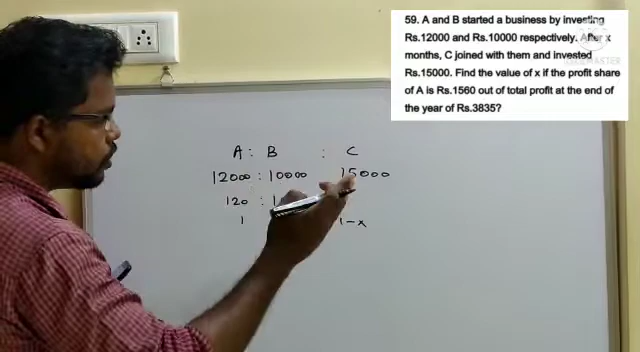 59. A and B started a business by investing
Rs.12000 and Rs.10000 respectively. After x
months, C joined with them and invested
Rs.15000. Find the value of x if the profit share
of A is Rs.1560 out of total profit at the end of
the year of Rs.3835?
A : B : C
12000 : 10000 15000
120 :
1 1-x